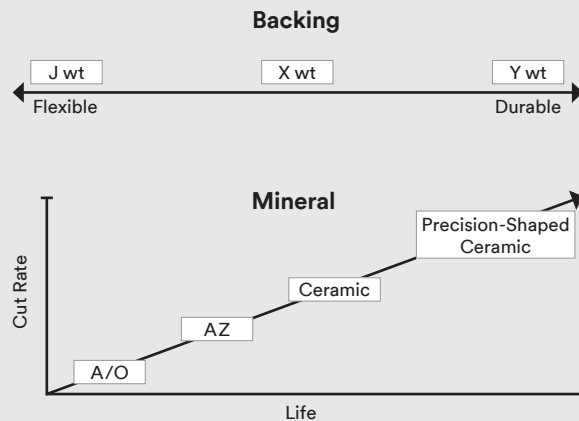 Backing
J wt
X wt
Y wt
Flexible
Durable
Mineral
Precision-Shaped
Ceramic
Ceramic
AZ
A/O
Cut Rate
Life